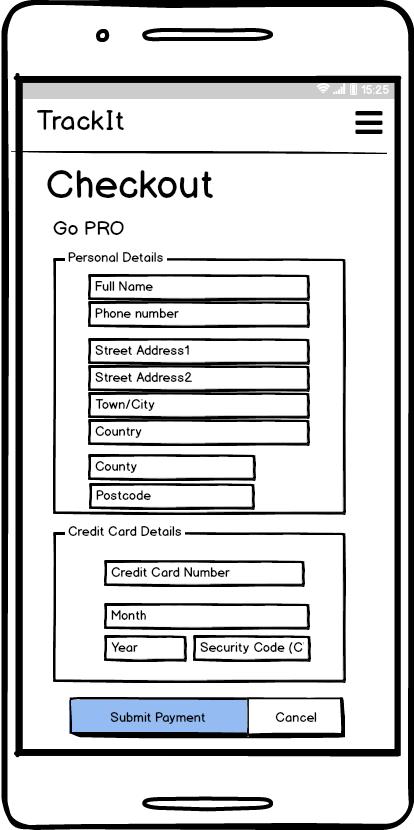 15:25
TrackIt
Checkout
Go PRO
Personal Details
Full Name
Phone number
Street Address1
Street Address2
Town/City
Country
County
Postcode
Credit Card Details
Credit Card Number
Month
Year Security Code (C
Submit Payment Cancel